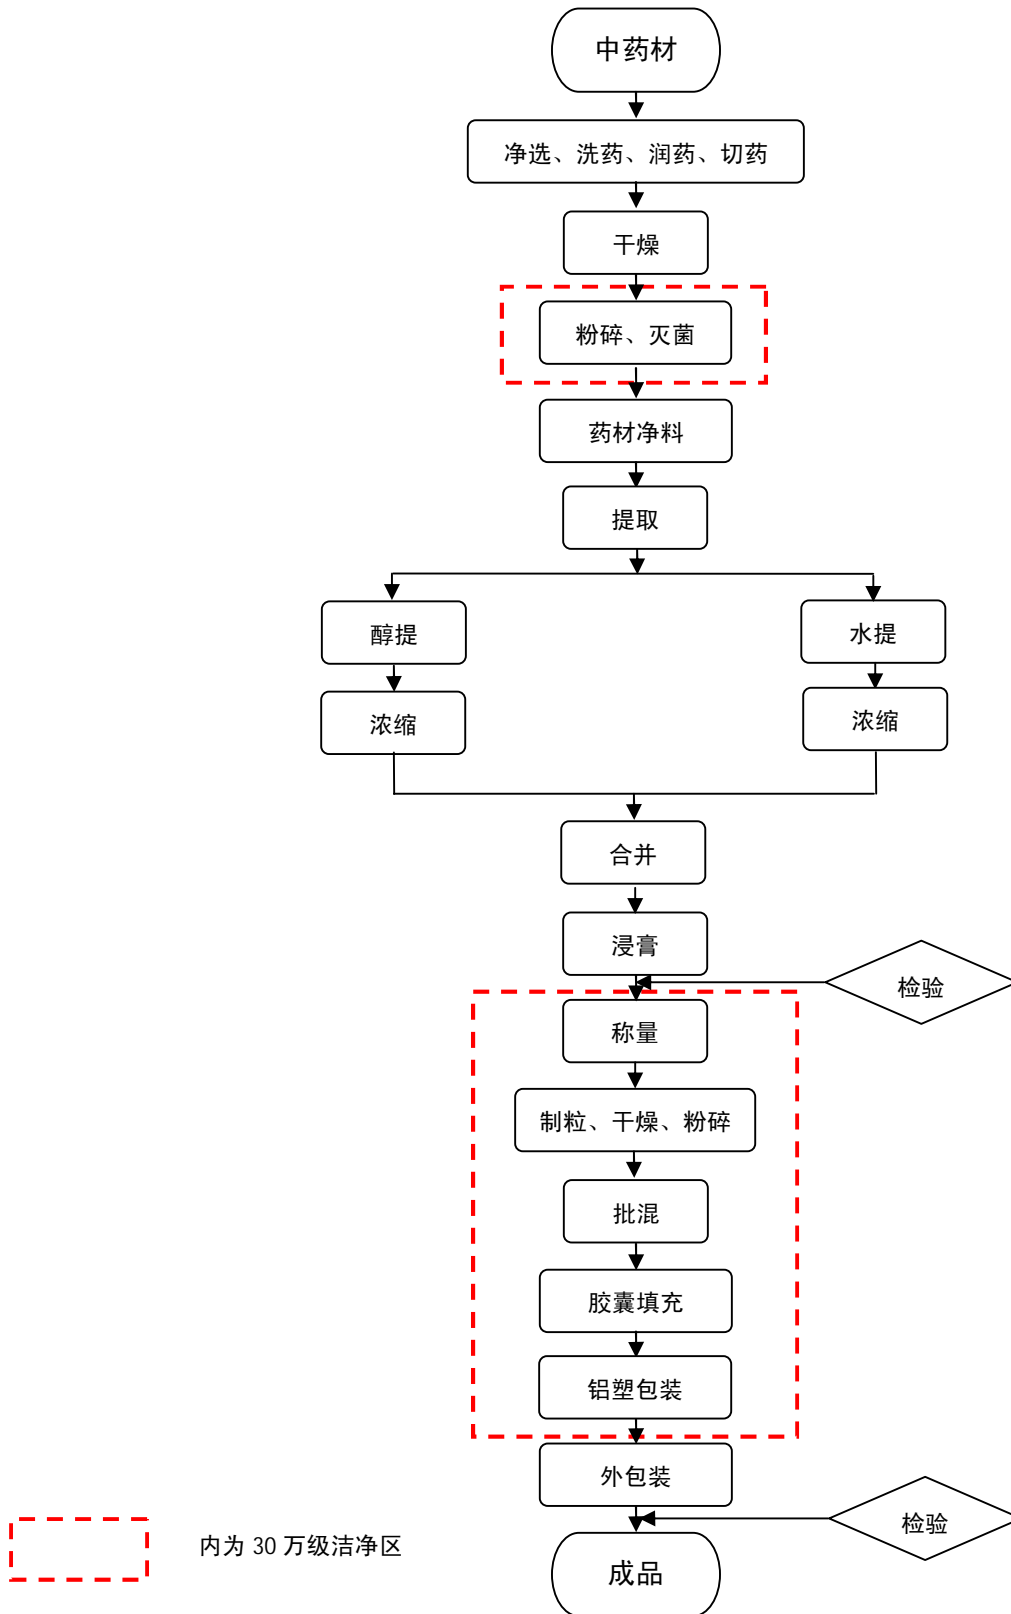 中药材
净选、洗药、润药、切药
干燥
粉碎、灭菌
药材净料
提取
醇提
水提
浓缩
浓缩
合并
浸膏
检验
称量
制粒、干燥、粉碎
批混
胶囊填充
铝塑包装
外包装
检验
内为 30 万级洁净区
成品